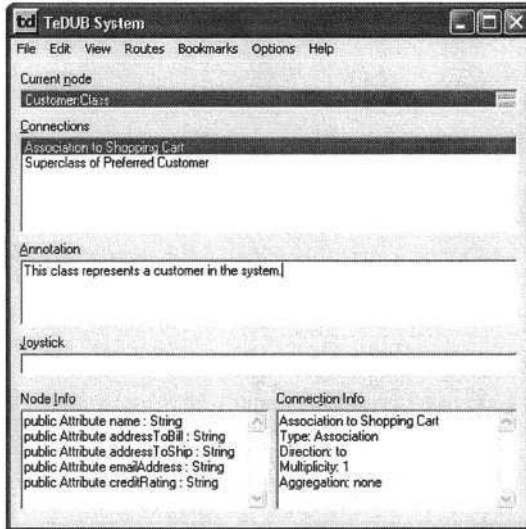 td TeDUB System
File Edit View Routes Bookmarks Options Help
Current node
Customer:Class
Connections
Association to Shopping Cart
Superclass of Preferred Customer
Annotation
This class represents a customer in the system.
Joystick
Node Info
public Attribute name : String
public Attribute addressToBill : String
public Attribute addressToShip : String
public Attribute emailAddress : String
public Attribute creditRating : String
Connection Info
Association to Shopping Cart
Type: Association
Direction: to
Multiplicity: 1
Aggregation: none